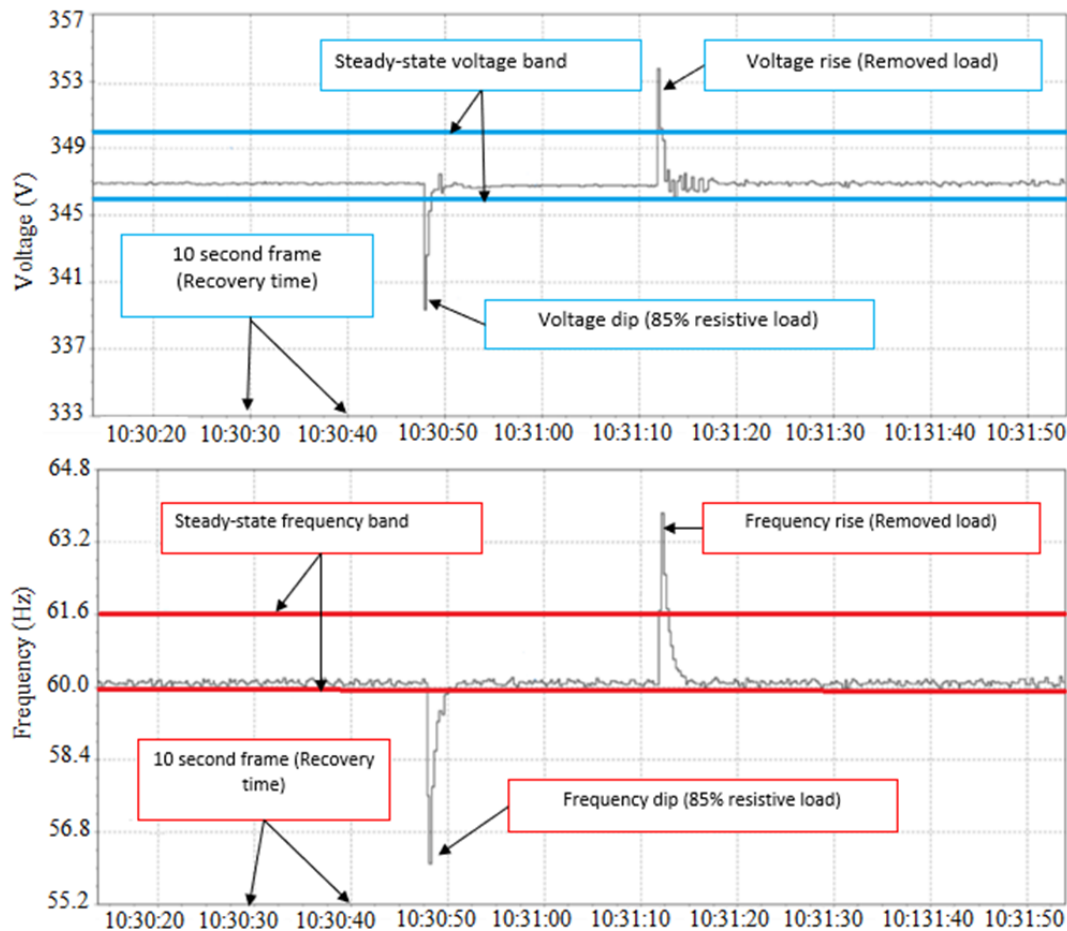 357
353
349
345
341
337
333
Voltage (V)
Steady-state voltage band
Voltage rise (Removed load)
10 second frame
(Recovery time)
Voltage dip (85% resistive load)
10:30:20 10:30:30 10:30:40 10:30:50 10:31:00 10:31:10 10:31:20 10:131:40 10:31:50
64.8
63.2
61.6
60.0
58.4
56.8
55.2
Frequency (Hz)
Steady-state frequency band
Frequency rise (Removed load)
10 second frame (Recovery
time)
Frequency dip (85% resistive load)
10:30:20 10:30:30 10:30:40 10:30:50 10:31:00 10:31:10 10:31:20 10:131:40 10:31:50